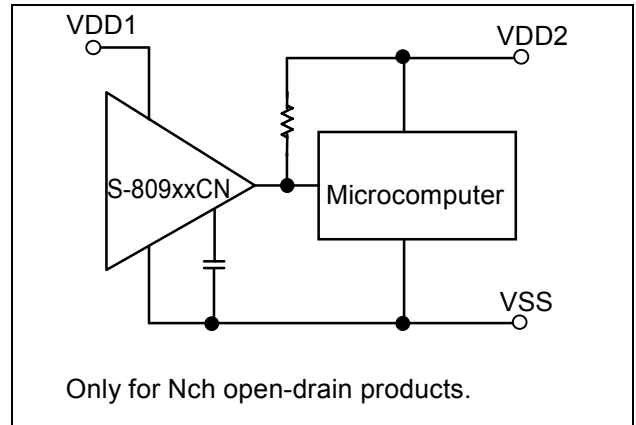 VDD1
VDD2
S-809xxCN
Microcomputer
VSS
Only for Nch open-drain products.